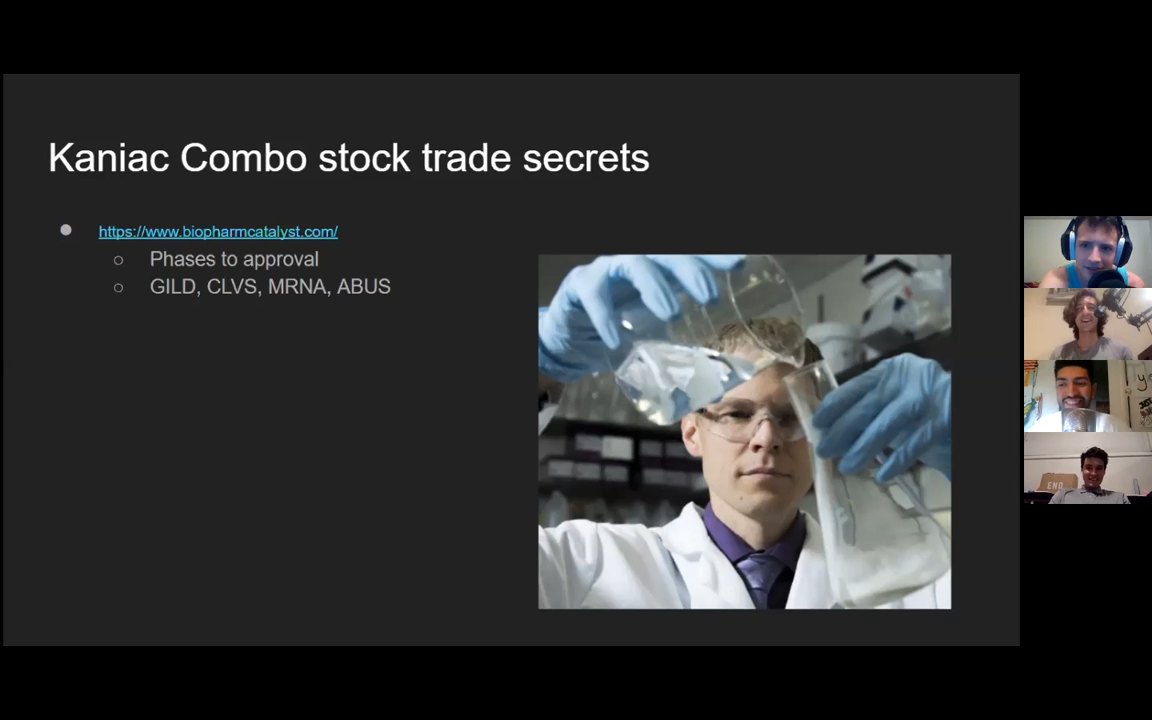 Kaniac Combo stock trade secrets
https://www.biopharmcatalyst.com/
Phases to approval
GILD, CLVS, MRNA, ABUS
END